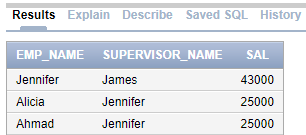 Results Explain Describe Saved SQL History
EMP_NAME SUPERVISOR_NAME SAL
Jennifer James 43000
Alicia Jennifer 25000
Ahmad Jennifer 25000